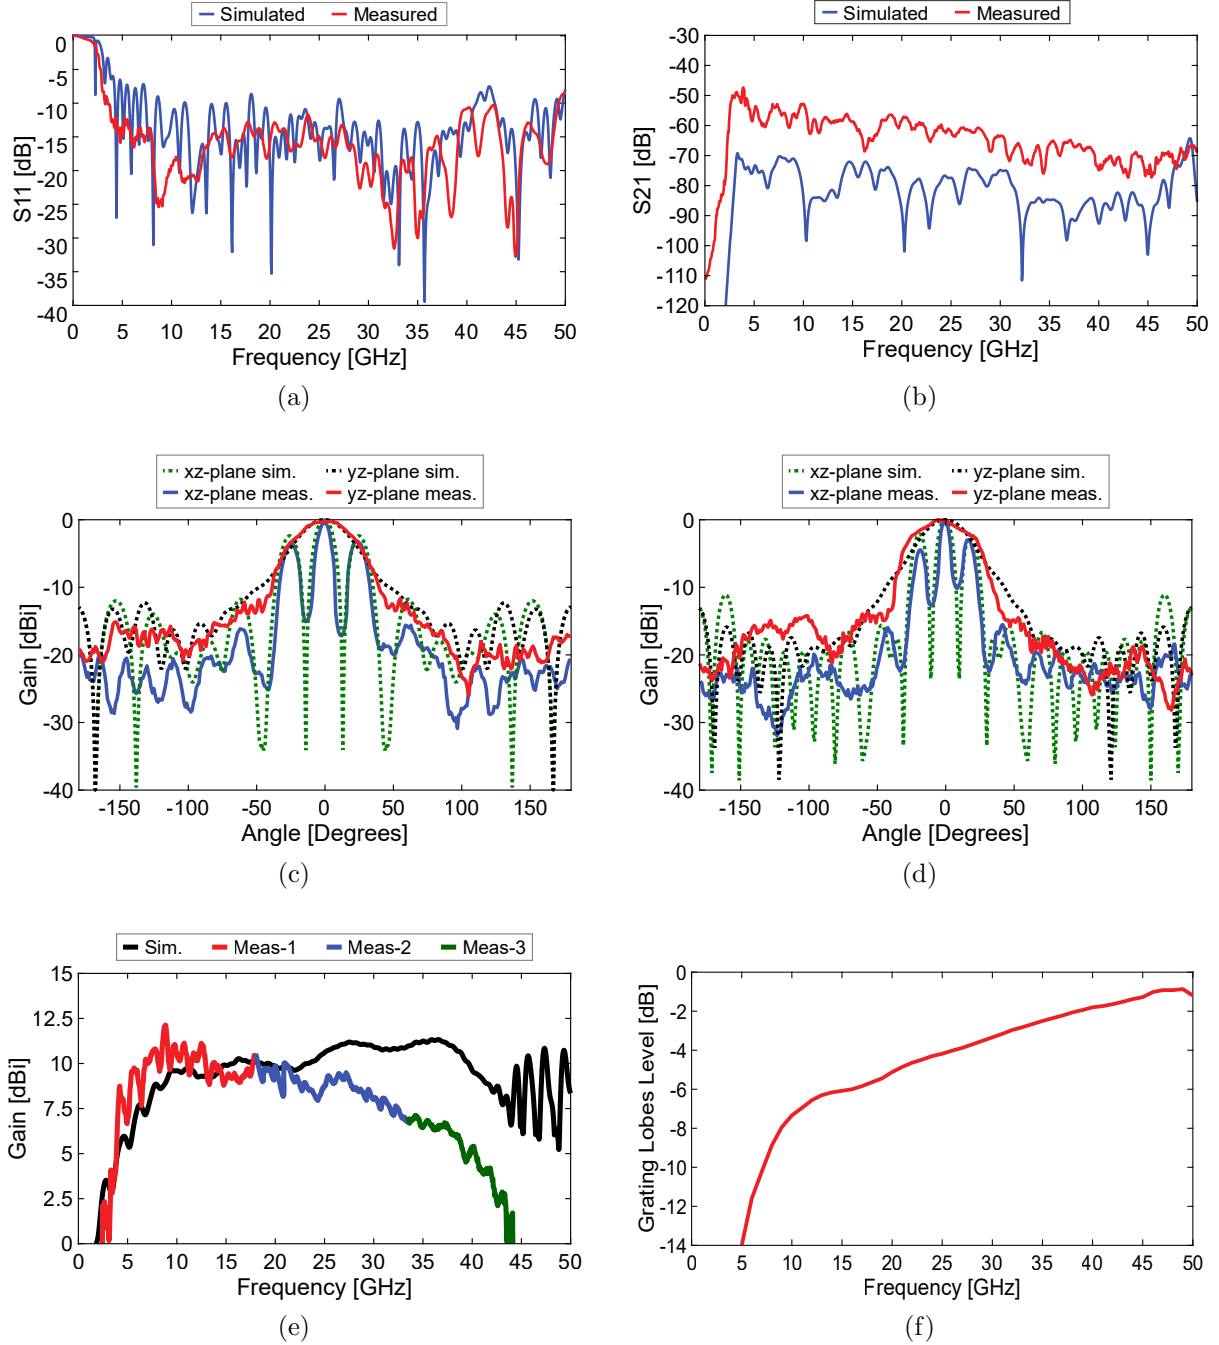 Simulated Measured
0
-5
-10
-15
-20
-25
-30
-35
-40
S11 [dB]
0 5 10 15 20 25 30 35 40 45 50
Frequency [GHz]
(a)
Simulated Measured
-30
-40
-50
-60
-70
-80
-90
-100
-110
-120
S21 [dB]
0 5 10 15 20 25 30 35 40 45 50
Frequency [GHz]
(b)
xz-plane sim. yz-plane sim.
xz-plane meas. yz-plane meas.
0
-10
-20
-30
-40
Gain [dBi]
-150 -100 -50 0 50 100 150
Angle [Degrees]
(c)
xz-plane sim. yz-plane sim.
xz-plane meas. yz-plane meas.
0
-10
-20
-30
-40
Gain [dBi]
-150 -100 -50 0 50 100 150
Angle [Degrees]
(d)
Sim. Meas-1 Meas-2 Meas-3
15
12.5
10
7.5
5
2.5
0
Gain [dBi]
0 5 10 15 20 25 30 35 40 45 50
Frequency [GHz]
(e)
0
-2
-4
-6
-8
-10
-12
-14
Grating Lobes Level [dB]
0 5 10 15 20 25 30 35 40 45 50
Frequency [GHz]
(f)